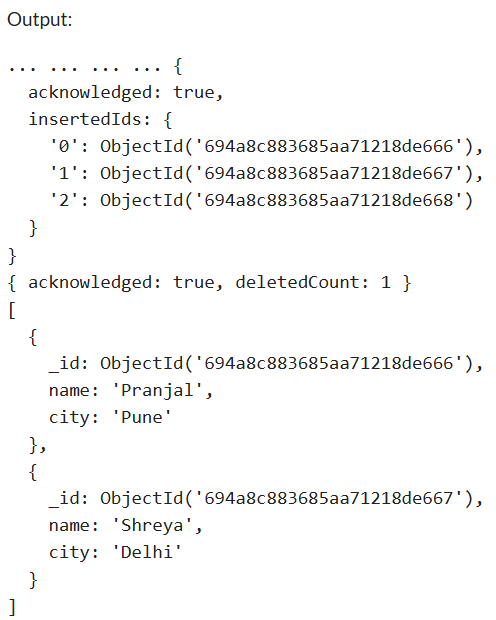 Output:
... ... ... ... {
  acknowledged: true,
  insertedIds: {
    '0': ObjectId('694a8c883685aa71218de666'),
    '1': ObjectId('694a8c883685aa71218de667'),
    '2': ObjectId('694a8c883685aa71218de668')
  }
}
{ acknowledged: true, deletedCount: 1 }
[
  {
    _id: ObjectId('694a8c883685aa71218de666'),
    name: 'Pranjal',
    city: 'Pune'
  },
  {
    _id: ObjectId('694a8c883685aa71218de667'),
    name: 'Shreya',
    city: 'Delhi'
  }
]